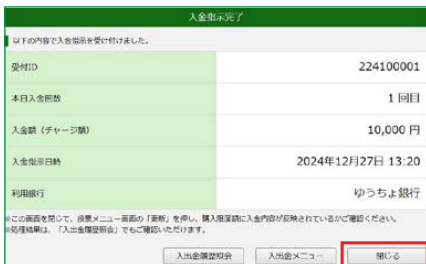 入金指示完了
以下の内容で入金指示を受け付けました。
受付ID 224100001
本日入金回数 1 回目
入金額（チャージ額） 10,000 円
入金指示日時 2024年12月27日 13:20
利用銀行 ゆうちょ銀行
※この画面を閉じて、投票メニュー画面の「更新」を押し、購入限度額に入金内容が反映されているかご確認ください。
※処理結果は、「入出金履歴照会」でもご確認いただけます。
入出金履歴照会 入出金メニュー 閉じる